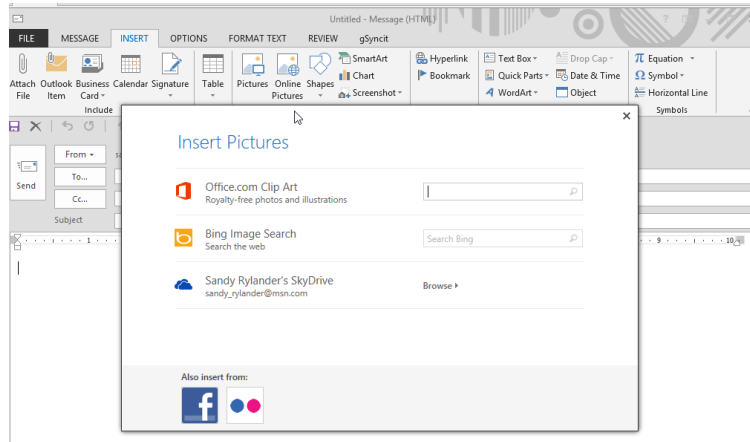 Untitled - Message (HTML)
FILE MESSAGE INSERT OPTIONS FORMAT TEXT REVIEW gSyncit
Attach File
Outlook Item
Business Card
Calendar
Signature
Include
Table
Pictures
Online Pictures
Shapes
SmartArt
Chart
Screenshot
Hyperlink
Bookmark
Text Box
Quick Parts
WordArt
Drop Cap
Date & Time
Object
π Equation
Ω Symbol
Horizontal Line
Symbols
Send
From
To...
Cc...
Subject
1
9
10
Insert Pictures
Office.com Clip Art
Royalty-free photos and illustrations
Bing Image Search
Search the web
Search Bing
Sandy Rylander's SkyDrive
sandy_rylander@msn.com
Browse
Also insert from:
f